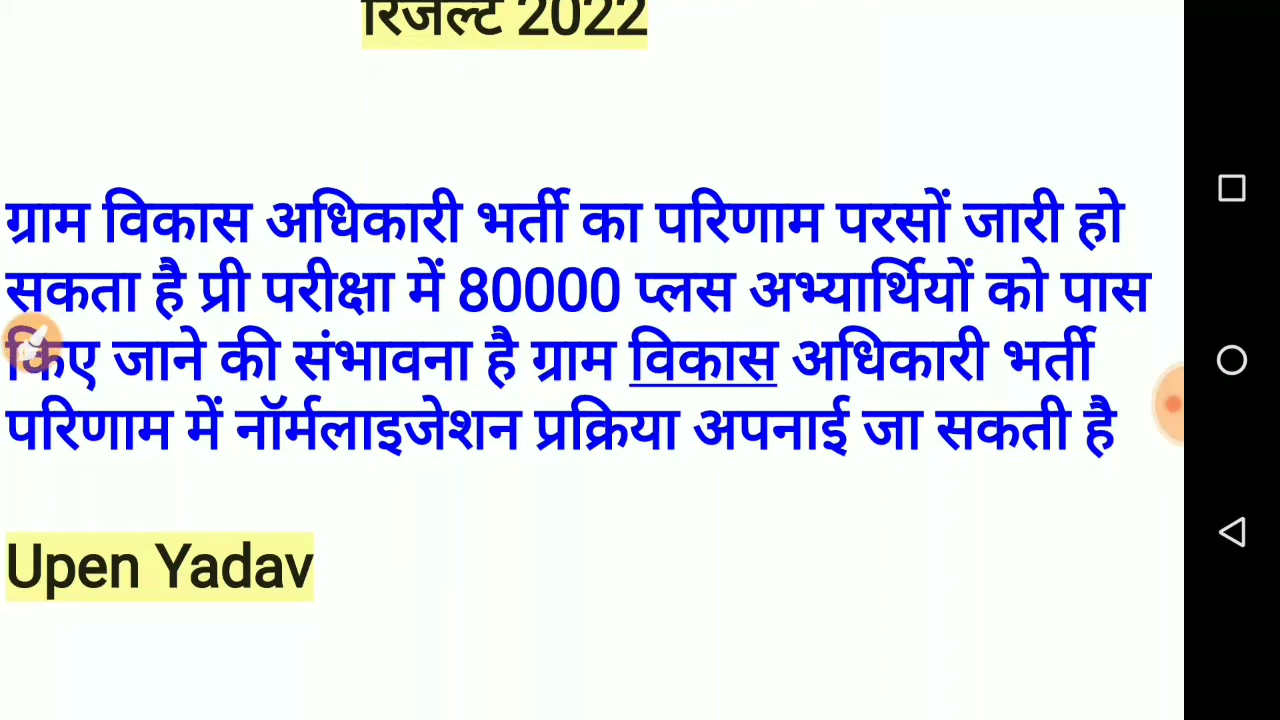 रिजल्ट 2022
ग्राम विकास अधिकारी भर्ती का परिणाम परसों जारी हो
सकता है प्री परीक्षा में 80000 प्लस अभ्यार्थियों को पास
किए जाने की संभावना है ग्राम विकास अधिकारी भर्ती
परिणाम में नॉर्मलाइजेशन प्रक्रिया अपनाई जा सकती है
Upen Yadav